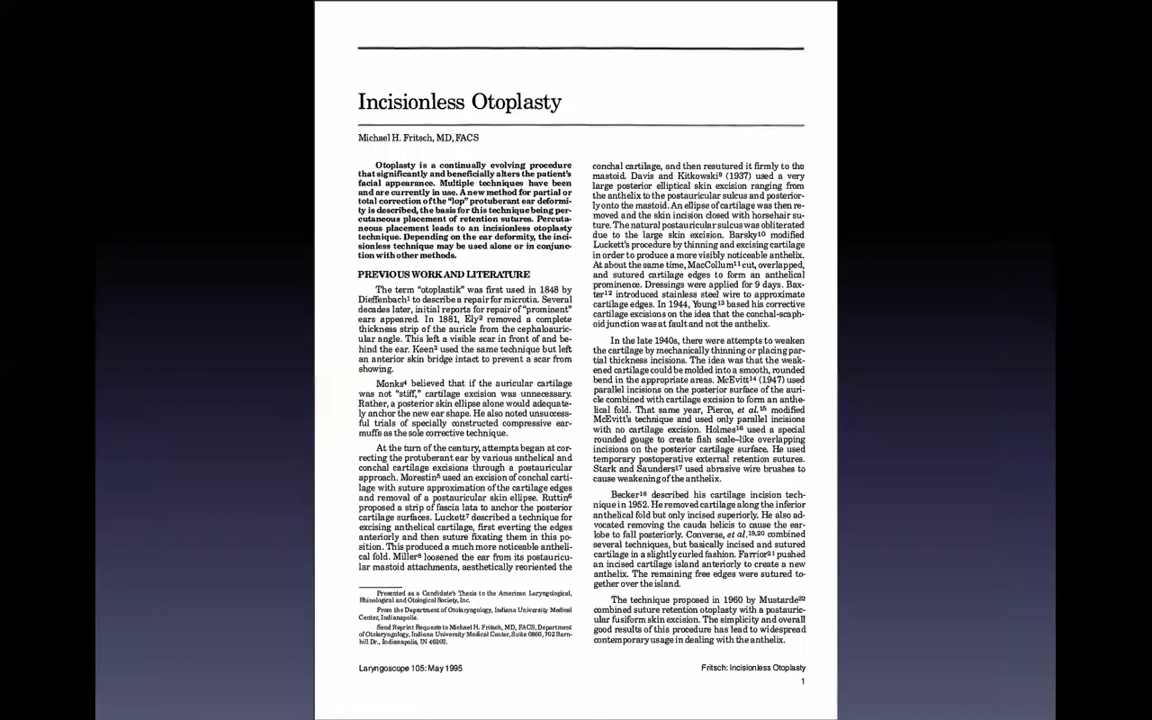 Incisionless Otoplasty
Michael H. Fritsch, MD, FACS
Otoplasty is a continually evolving procedure
that significantly and beneficially alters the patient's
facial appearance. Multiple techniques have been
and are currently in use. A new method for partial or
total correction of the "lop" protuberant ear deformi-
ty is described, the basis for this technique being per-
cutaneous placement of retention sutures. Percuta-
neous placement leads to an incisionless otoplasty
technique. Depending on the ear deformity, the inci-
sionless technique may be used alone or in conjunc-
tion with other methods.
PREVIOUS WORK AND LITERATURE
The term "otoplastik" was first used in 1848 by
Dieffenbach1 to describe a repair for microtia. Several
decades later, initial reports for repair of "prominent"
ears appeared. In 1881, Ely2 removed a complete
thickness strip of the auricle from the cephaloauric-
ular angle. This left a visible scar in front of and be-
hind the ear. Keen3 used the same technique but left
an anterior skin bridge intact to prevent a scar from
showing.
Monks4 believed that if the auricular cartilage
was not "stiff," cartilage excision was unnecessary.
Rather, a posterior skin ellipse alone would adequate-
ly anchor the new ear shape. He also noted unsuccess-
ful trials of specially constructed compressive ear-
muffs as the sole corrective technique.
At the turn of the century, attempts began at cor-
recting the protuberant ear by various anthelical and
conchal cartilage excisions through a postauricular
approach. Morestin5 used an excision of conchal carti-
lage with suture approximation of the cartilage edges
and removal of a postauricular skin ellipse. Ruttin6
proposed a strip of fascia lata to anchor the posterior
cartilage surfaces. Luckett7 described a technique for
excising anthelical cartilage, first everting the edges
anteriorly and then suture fixating them in this po-
sition. This produced a much more noticeable antheli-
cal fold. Miller8 loosened the ear from its postauricu-
lar mastoid attachments, aesthetically reoriented the
Presented as a Candidate's Thesis to the American Laryngological,
Rhinological and Otological Society, Inc.
From the Department of Otolaryngology, Indiana University Medical
Center, Indianapolis.
Send Reprint Requests to Michael H. Fritsch, MD, FACS, Department
of Otolaryngology, Indiana University Medical Center, Suite 0860, 702 Barn-
hill Dr., Indianapolis, IN 46202.
conchal cartilage, and then resutured it firmly to the
mastoid. Davis and Kitkowski9 (1937) used a very
large posterior elliptical skin excision ranging from
the anthelix to the postauricular sulcus and posterior-
ly onto the mastoid. An ellipse of cartilage was then re-
moved and the skin incision closed with horsehair su-
ture. The natural postauricular sulcus was obliterated
due to the large skin excision. Barsky10 modified
Luckett's procedure by thinning and excising cartilage
in order to produce a more visibly noticeable anthelix.
At about the same time, MacCollum11 cut, overlapped,
and sutured cartilage edges to form an anthelical
prominence. Dressings were applied for 9 days. Bax-
ter12 introduced stainless steel wire to approximate
cartilage edges. In 1944, Young13 based his corrective
cartilage excisions on the idea that the conchal-scaph-
oid junction was at fault and not the anthelix.
In the late 1940s, there were attempts to weaken
the cartilage by mechanically thinning or placing par-
tial thickness incisions. The idea was that the weak-
ened cartilage could be molded into a smooth, rounded
bend in the appropriate areas. McEvitt14 (1947) used
parallel incisions on the posterior surface of the auri-
cle combined with cartilage excision to form an anthe-
lical fold. That same year, Pierce, et al.15 modified
McEvitt's technique and used only parallel incisions
with no cartilage excision. Holmes16 used a special
rounded gouge to create fish scale–like overlapping
incisions on the posterior cartilage surface. He used
temporary postoperative external retention sutures.
Stark and Saunders17 used abrasive wire brushes to
cause weakening of the anthelix.
Becker18 described his cartilage incision tech-
nique in 1952. He removed cartilage along the inferior
anthelical fold but only incised superiorly. He also ad-
vocated removing the cauda helicis to cause the ear-
lobe to fall posteriorly. Converse, et al.19,20 combined
several techniques, but basically incised and sutured
cartilage in a slightly curled fashion. Farrior21 pushed
an incised cartilage island anteriorly to create a new
anthelix. The remaining free edges were sutured to-
gether over the island.
The technique proposed in 1960 by Mustarde22
combined suture retention otoplasty with a postauric-
ular fusiform skin excision. The simplicity and overall
good results of this procedure has lead to widespread
contemporary usage in dealing with the anthelix.
Laryngoscope 105: May 1995
Fritsch: Incisionless Otoplasty
1